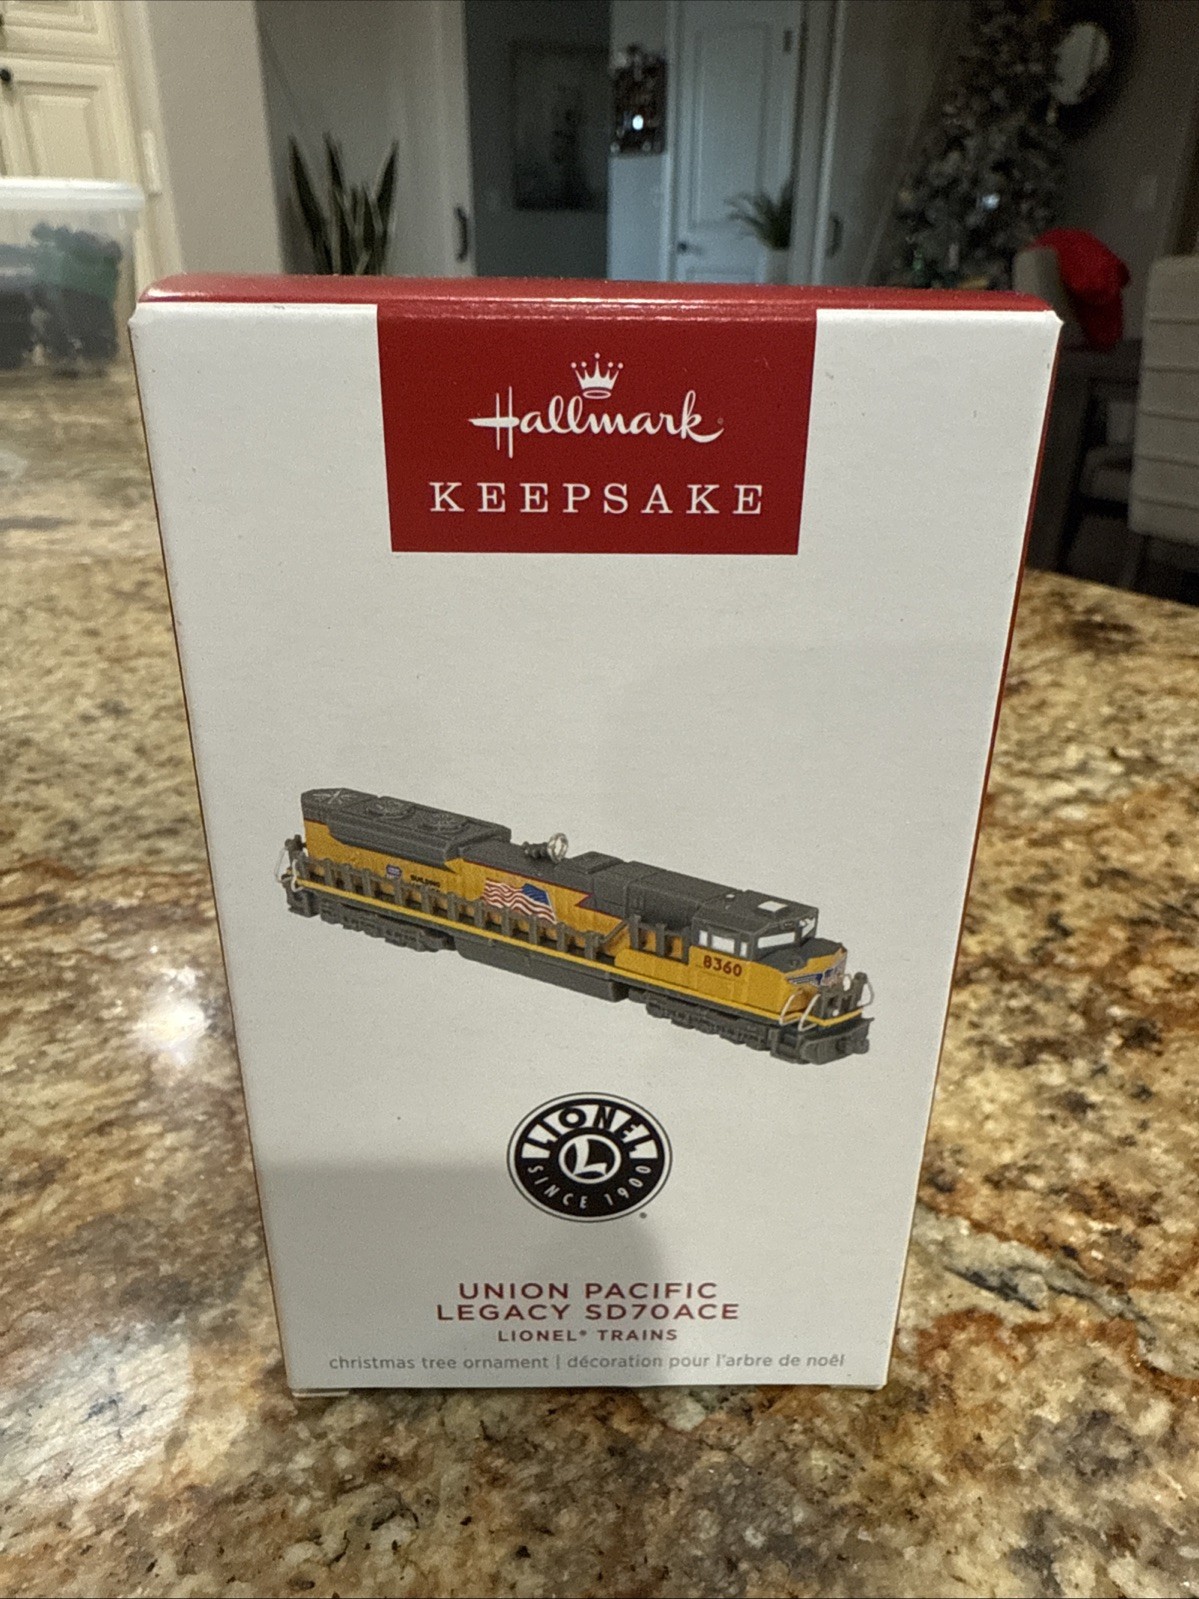 Hallmark
KEEPSAKE
BUILDING
8360
LIONEL
L
SINCE 1900
®
UNION PACIFIC
LEGACY SD70ACE
LIONEL® TRAINS
christmas tree ornament | décoration pour l'arbre de noël